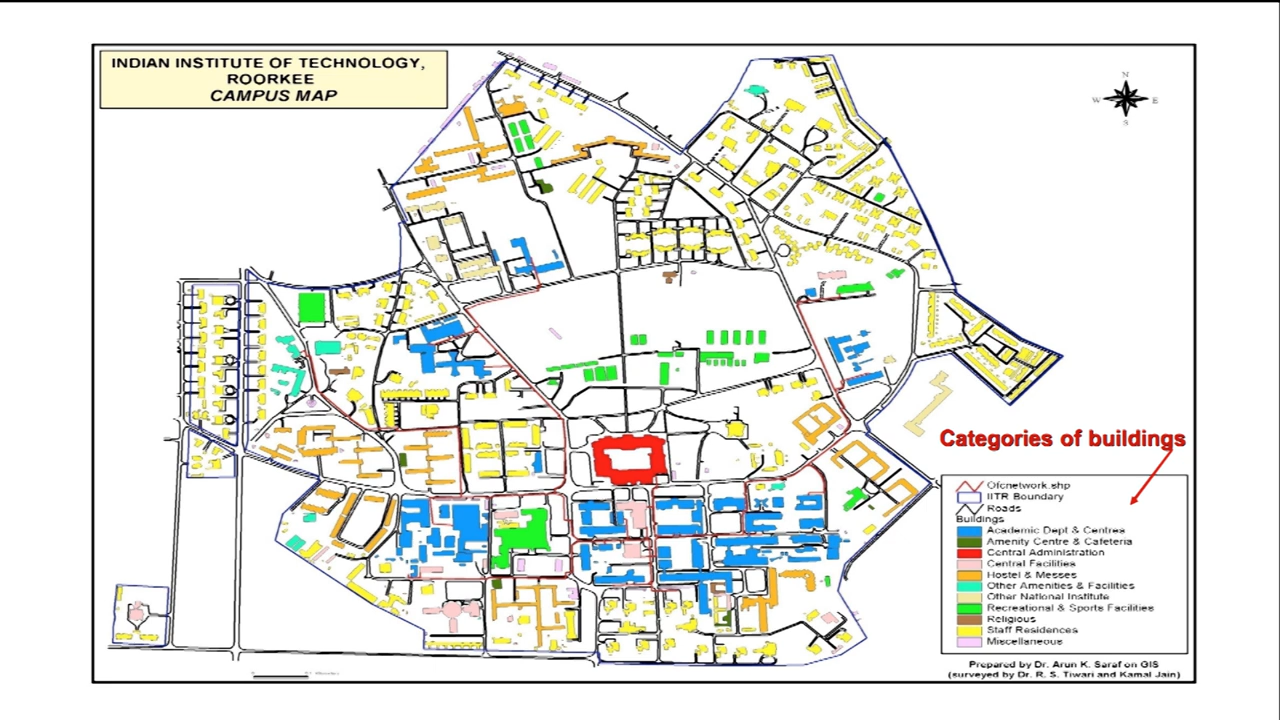 INDIAN INSTITUTE OF TECHNOLOGY,
ROORKEE
CAMPUS MAP
N
W E
S
Categories of buildings
Ofcnetwork.shp
IITR Boundary
Roads
Buildings
Academic Dept & Centres
Amenity Centre & Cafeteria
Central Administration
Central Facilities
Hostel & Messes
Other Amenities & Facilities
Other National Institute
Recreational & Sports Facilities
Religious
Staff Residences
Miscellaneous
Prepared by Dr. Arun K. Saraf on GIS
(surveyed by Dr. R. S. Tiwari and Kamal Jain)